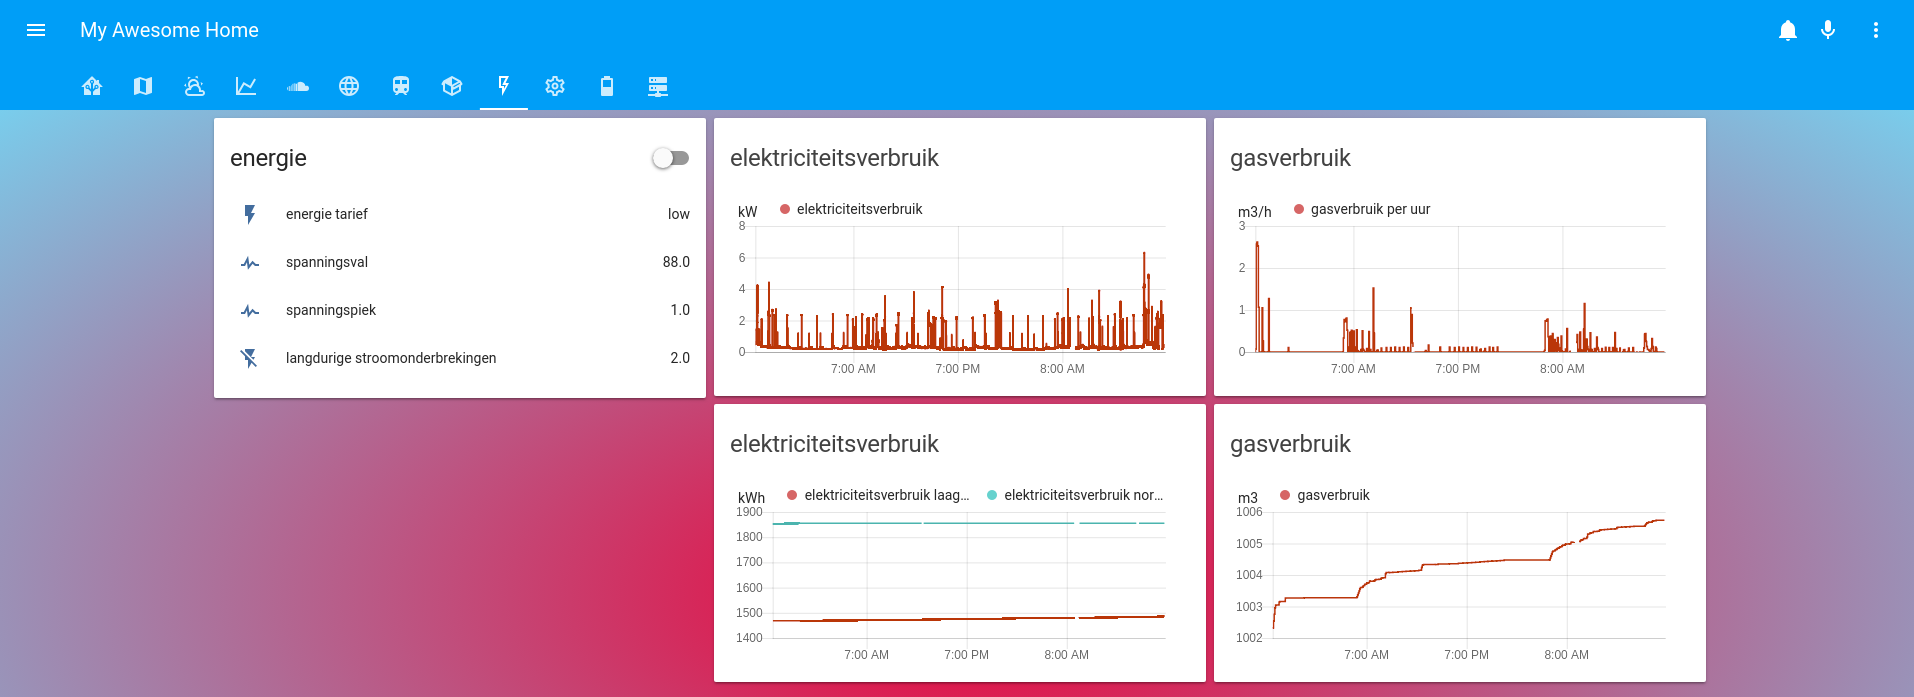 My Awesome Home
energie
energie tarief low
spanningsval 88.0
spanningspiek 1.0
langdurige stroomonderbrekingen 2.0
elektriciteitsverbruik
kW elektriciteitsverbruik
8
6
4
2
0
7:00 AM 7:00 PM 8:00 AM
gasverbruik
m3/h gasverbruik per uur
3
2
1
0
7:00 AM 7:00 PM 8:00 AM
elektriciteitsverbruik
kWh elektriciteitsverbruik laag... elektriciteitsverbruik nor...
1900
1800
1700
1600
1500
1400
7:00 AM 7:00 PM 8:00 AM
gasverbruik
m3 gasverbruik
1006
1005
1004
1003
1002
7:00 AM 7:00 PM 8:00 AM